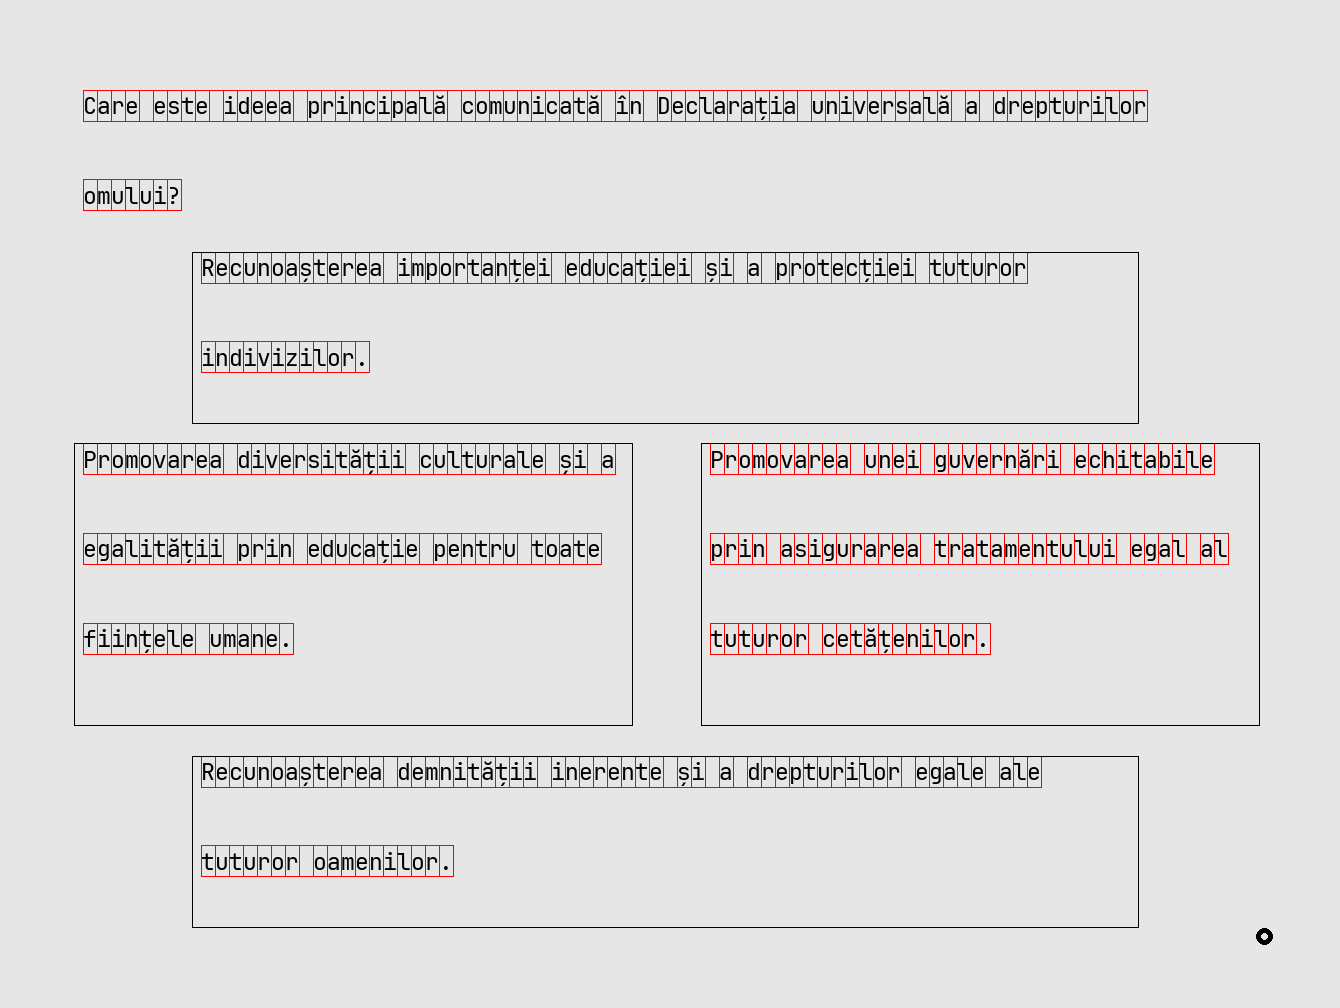 Care este ideea principală comunicată în Declarația universală a drepturilor
omului?
Recunoașterea importanței educației și a protecției tuturor
indivizilor.
Promovarea diversității culturale și a
egalității prin educație pentru toate
ființele umane.
Promovarea unei guvernări echitabile
prin asigurarea tratamentului egal al
tuturor cetățenilor.
Recunoașterea demnității inerente și a drepturilor egale ale
tuturor oamenilor.